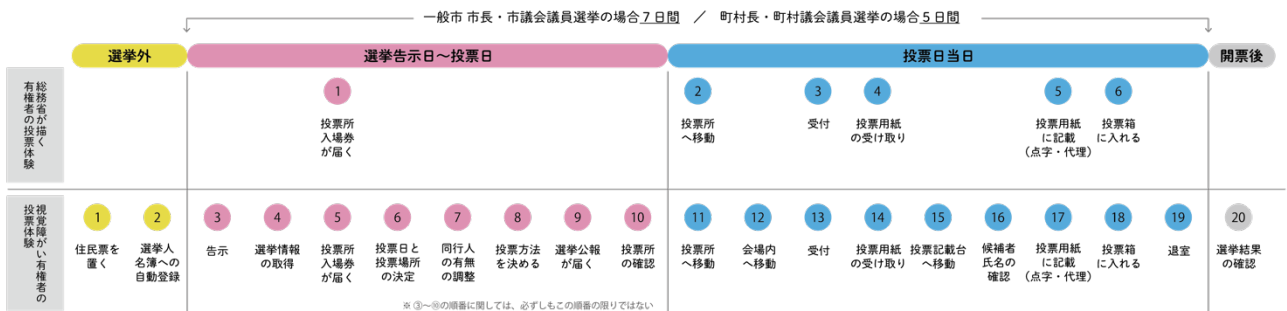 一般市 市長・市議会議員選挙の場合7日間 ／ 町村長・町村議会議員選挙の場合5日間
選挙外
選挙告示日〜投票日
投票日当日
開票後
総務省が描く
有権者の投票体験
1
投票所
入場券
が届く
2
投票所
へ移動
3
受付
4
投票用紙
の受け取り
5
投票用紙
に記載
（点字・代理）
6
投票箱
に入れる
視覚障がい有権者の
投票体験
1
住民票を
置く
2
選挙人
名簿への
自動登録
3
告示
4
選挙情報
の取得
5
投票所
入場券
が届く
6
投票日と
投票場所
の決定
7
同行人
の有無
の調整
8
投票方法
を決める
9
選挙公報
が届く
10
投票所
の確認
11
投票所
へ移動
12
会場内
へ移動
13
受付
14
投票用紙
の受け取り
15
投票記載台
へ移動
16
候補者
氏名の
確認
17
投票用紙
に記載
（点字・代理）
18
投票箱
に入れる
19
退室
20
選挙結果
の確認
※ ③〜⑩の順番に関しては、必ずしもこの順番の限りではない